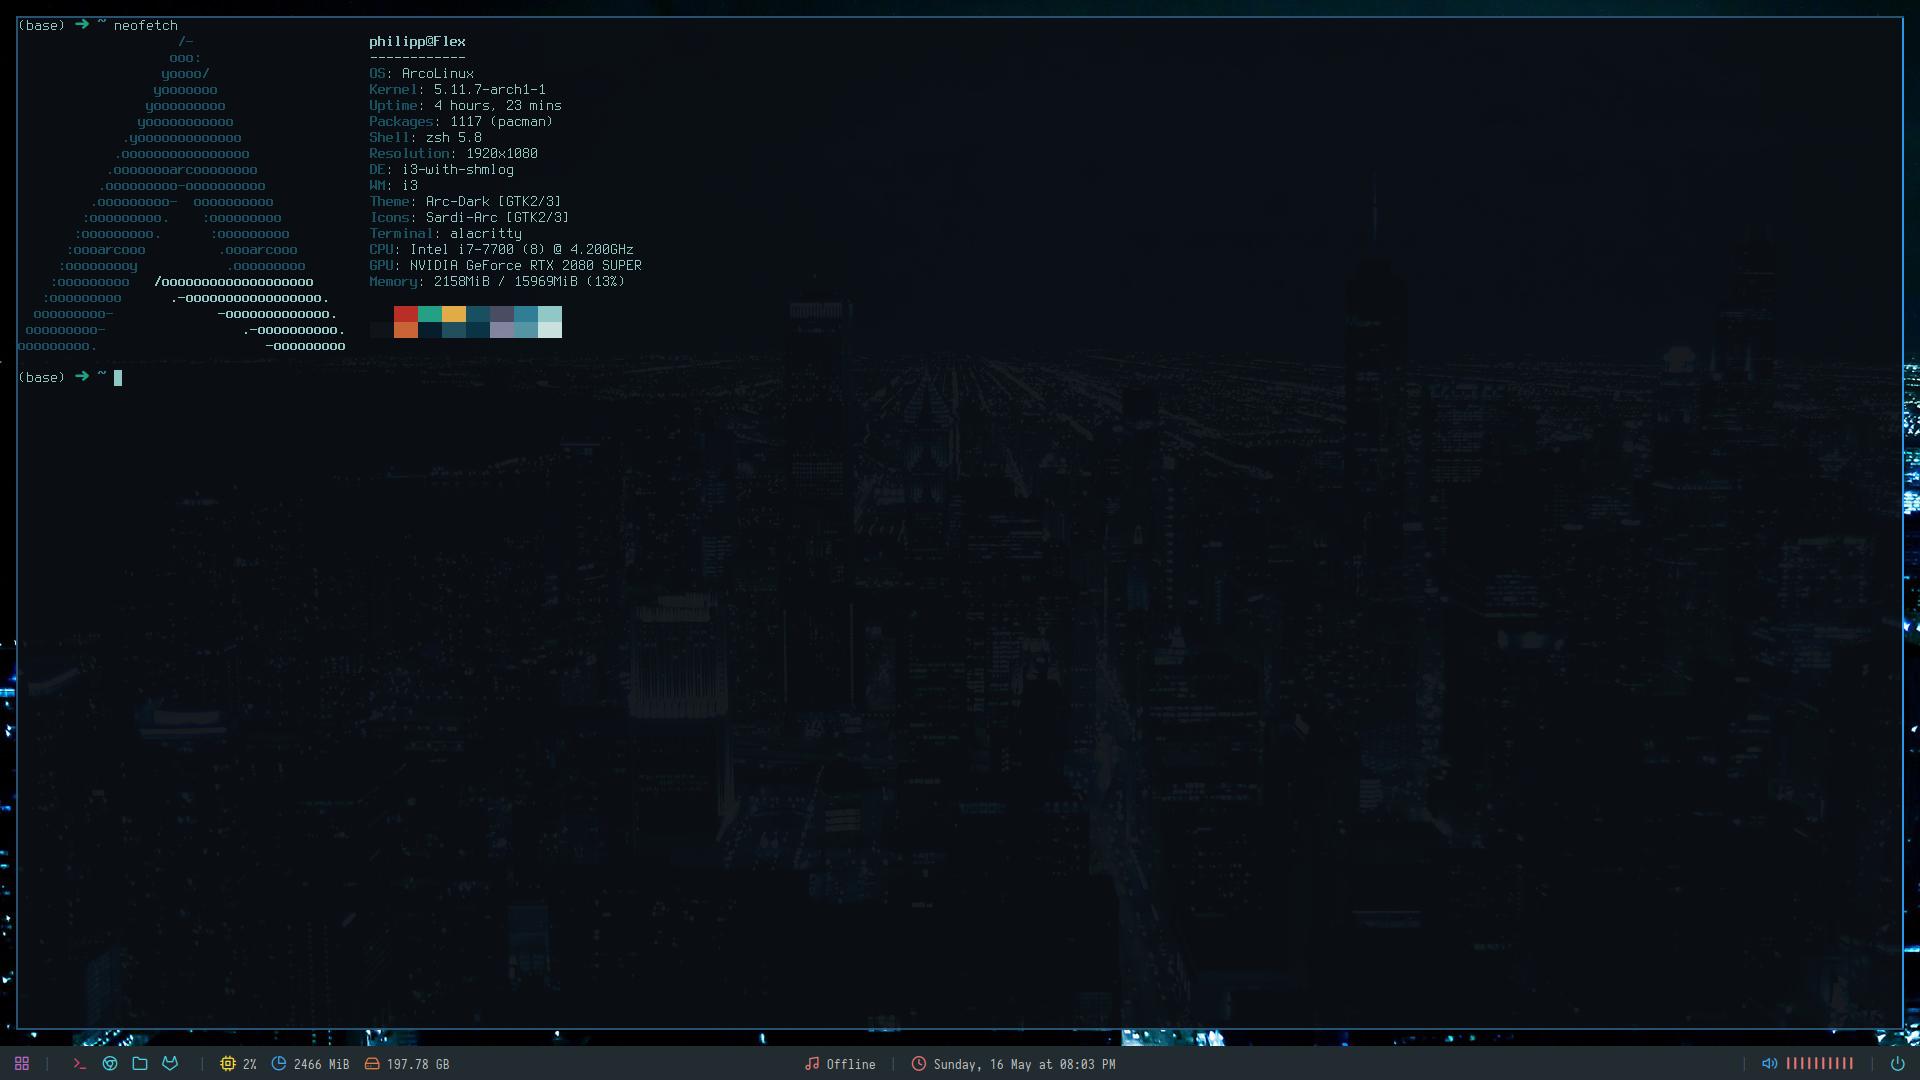 (base) ➜ ~ neofetch
/-
ooo:
yoooo/
yooooooo
yooooooooo
yooooooooooo
.yooooooooooooo
.oooooooooooooooo
.oooooooarcoooooooo
.ooooooooo-oooooooooo
.ooooooooo-  oooooooooo
:ooooooooo.    :ooooooooo
:ooooooooo.      :ooooooooo
:oooarcooo         .oooarcooo
:ooooooooy           .ooooooooo
:ooooooooo   /ooooooooooooooooooo
:ooooooooo      .-ooooooooooooooooo.
ooooooooo-             -ooooooooooooo.
ooooooooo-                 .-oooooooooo.
ooooooooo.                     -ooooooooo
philipp@Flex
------------
OS: ArcoLinux
Kernel: 5.11.7-arch1-1
Uptime: 4 hours, 23 mins
Packages: 1117 (pacman)
Shell: zsh 5.8
Resolution: 1920x1080
DE: i3-with-shmlog
WM: i3
Theme: Arc-Dark [GTK2/3]
Icons: Sardi-Arc [GTK2/3]
Terminal: alacritty
CPU: Intel i7-7700 (8) @ 4.200GHz
GPU: NVIDIA GeForce RTX 2080 SUPER
Memory: 2158MiB / 15969MiB (13%)
(base) ➜ ~
2% 2466 MiB 197.78 GB Offline Sunday, 16 May at 08:03 PM